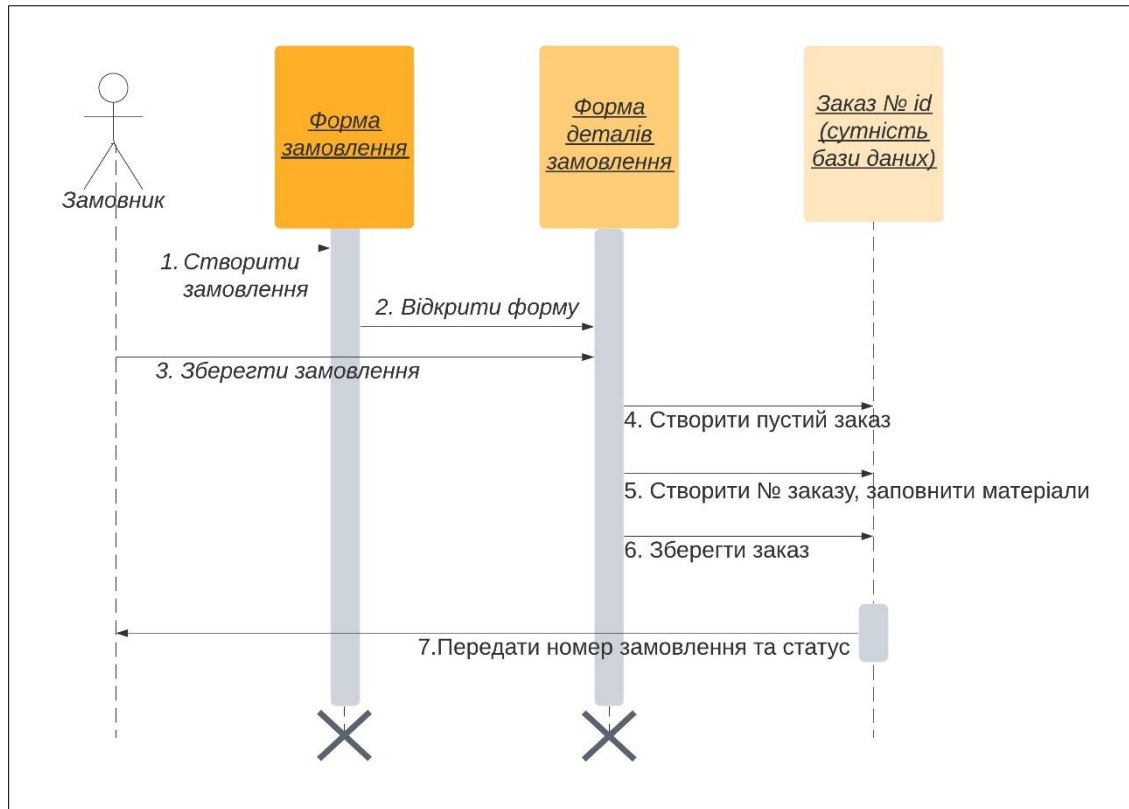 Форма
замовлення
Форма
деталів
замовлення
Заказ № id
(сутність
бази даних)
Замовник
1. Створити
замовлення
2. Відкрити форму
3. Зберегти замовлення
4. Створити пустий заказ
5. Створити № заказу, заповнити матеріали
6. Зберегти заказ
7.Передати номер замовлення та статус